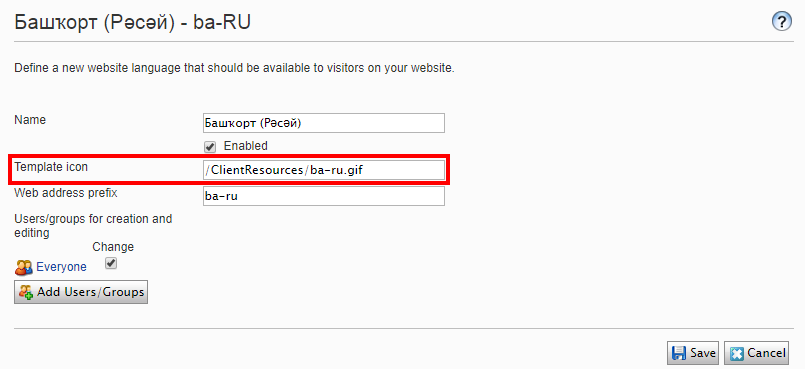 Башҡорт (Рәсәй) - ba-RU
?
Define a new website language that should be available to visitors on your website.
Name
Башҡорт (Рәсәй)
Enabled
Template icon
/ClientResources/ba-ru.gif
Web address prefix
ba-ru
Users/groups for creation and
editing
Change
Everyone
Add Users/Groups
Save
Cancel